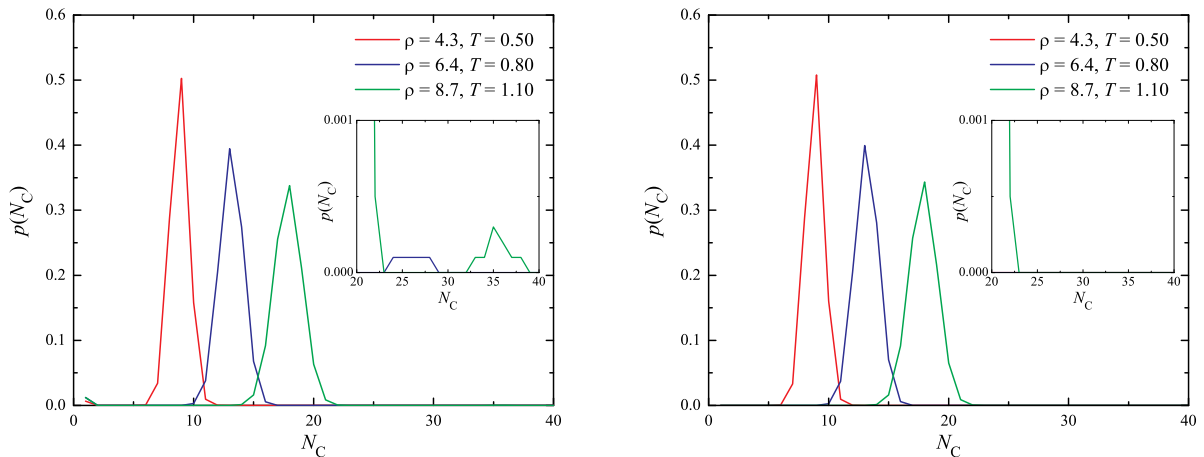 0.6
0.5
0.4
0.3
0.2
0.1
0.0
p(N_C)
0 10 20 30 40
N_C
ρ = 4.3, T = 0.50
ρ = 6.4, T = 0.80
ρ = 8.7, T = 1.10
0.001
0.000
p(N_C)
20 25 30 35 40
N_C
0.6
0.5
0.4
0.3
0.2
0.1
0.0
p(N_C)
0 10 20 30 40
N_C
ρ = 4.3, T = 0.50
ρ = 6.4, T = 0.80
ρ = 8.7, T = 1.10
0.001
0.000
p(N_C)
20 25 30 35 40
N_C